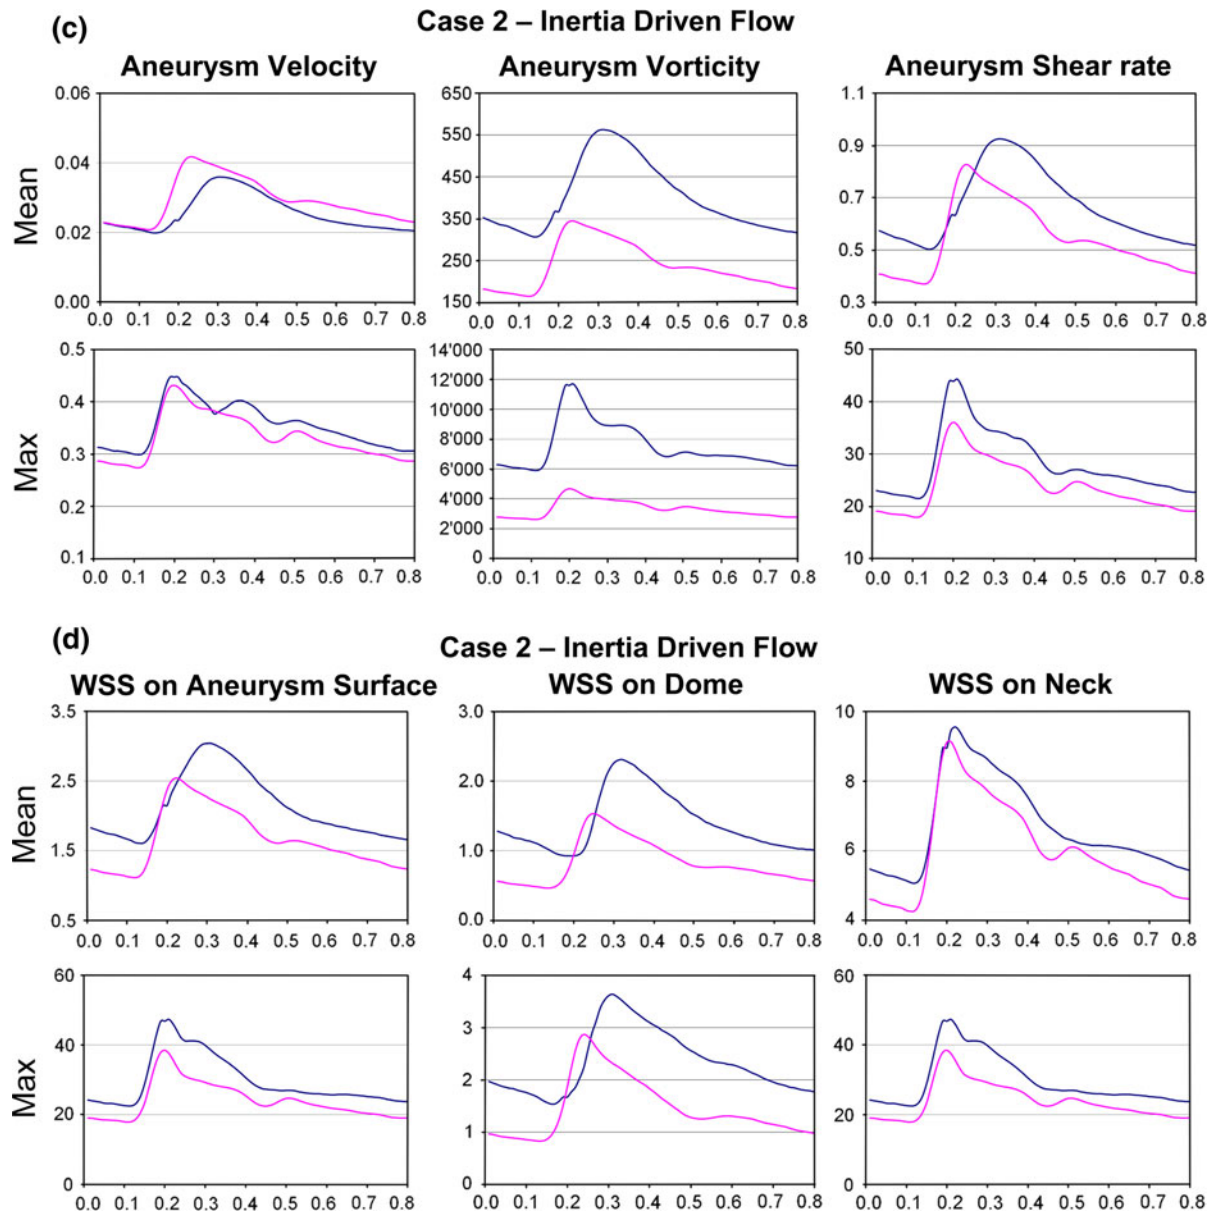 (c)
Case 2 – Inertia Driven Flow
Aneurysm Velocity
Aneurysm Vorticity
Aneurysm Shear rate
Mean
0.06
0.04
0.02
0.00
0.0 0.1 0.2 0.3 0.4 0.5 0.6 0.7 0.8
650
550
450
350
250
150
0.0 0.1 0.2 0.3 0.4 0.5 0.6 0.7 0.8
1.1
0.9
0.7
0.5
0.3
0.0 0.1 0.2 0.3 0.4 0.5 0.6 0.7 0.8
Max
0.5
0.4
0.3
0.2
0.1
0.0 0.1 0.2 0.3 0.4 0.5 0.6 0.7 0.8
14'000
12'000
10'000
8'000
6'000
4'000
2'000
0
0.0 0.1 0.2 0.3 0.4 0.5 0.6 0.7 0.8
50
40
30
20
10
0.0 0.1 0.2 0.3 0.4 0.5 0.6 0.7 0.8
(d)
Case 2 – Inertia Driven Flow
WSS on Aneurysm Surface
WSS on Dome
WSS on Neck
Mean
3.5
2.5
1.5
0.5
0.0 0.1 0.2 0.3 0.4 0.5 0.6 0.7 0.8
3.0
2.0
1.0
0.0
0.0 0.1 0.2 0.3 0.4 0.5 0.6 0.7 0.8
10
8
6
4
0.0 0.1 0.2 0.3 0.4 0.5 0.6 0.7 0.8
Max
60
40
20
0
0.0 0.1 0.2 0.3 0.4 0.5 0.6 0.7 0.8
4
3
2
1
0
0.0 0.1 0.2 0.3 0.4 0.5 0.6 0.7 0.8
60
40
20
0
0.0 0.1 0.2 0.3 0.4 0.5 0.6 0.7 0.8